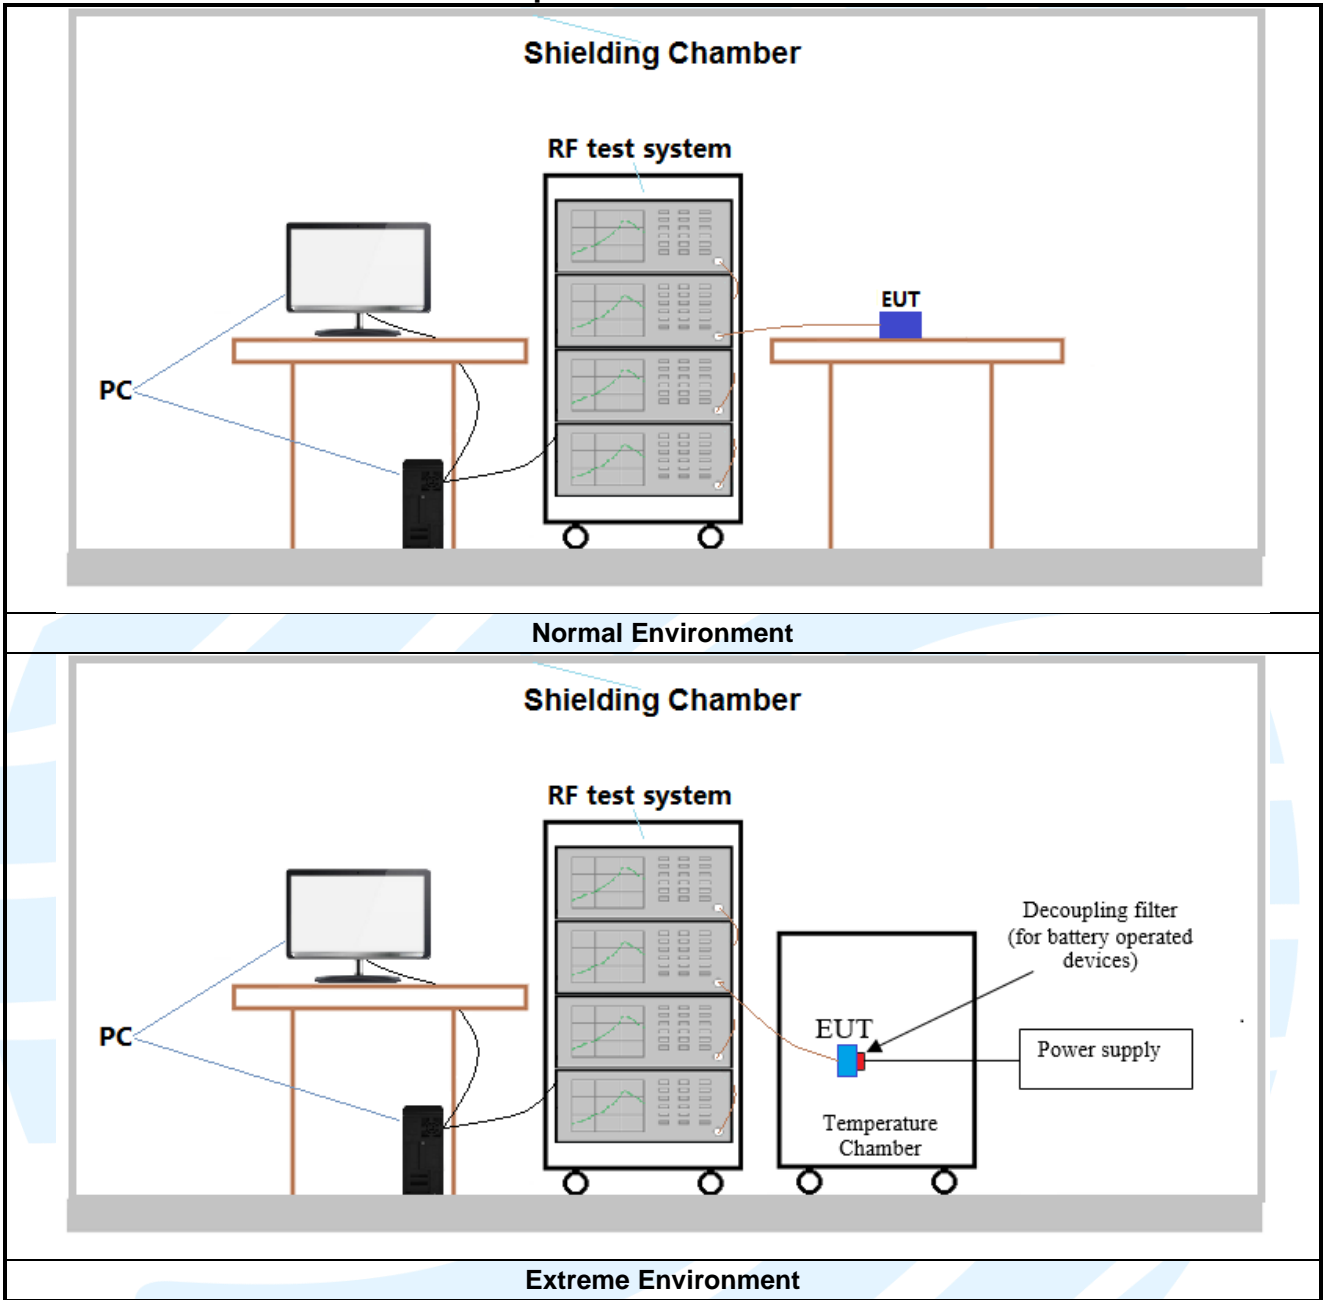 Shielding Chamber
RF test system
EUT
PC
Normal Environment
Shielding Chamber
RF test system
Decoupling filter
(for battery operated
devices)
EUT
PC
Power supply
Temperature
Chamber
Extreme Environment